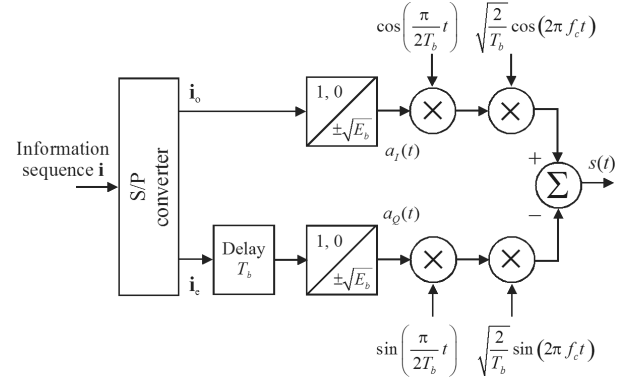 cos(π/2T_b t) √(2/T_b) cos(2π f_c t)
i_o
1, 0
±√E_b
a_I(t)
Information
sequence i
S/P
converter
+
Σ
s(t)
−
a_Q(t)
Delay
T_b
1, 0
±√E_b
i_e
sin(π/2T_b t) √(2/T_b) sin(2π f_c t)